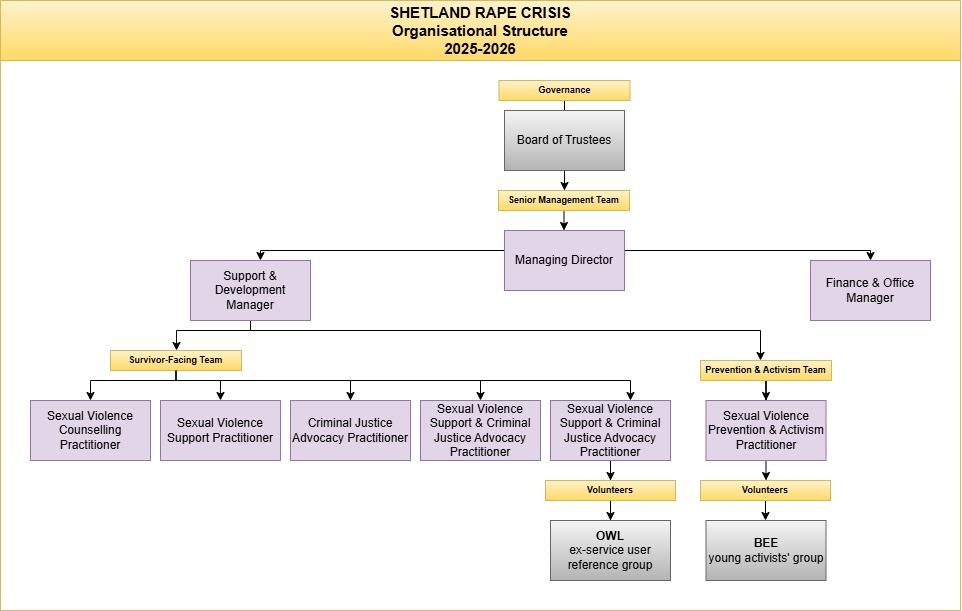 SHETLAND RAPE CRISIS
Organisational Structure
2025-2026
Governance
Board of Trustees
Senior Management Team
Managing Director
Support &
Development
Manager
Finance & Office
Manager
Survivor-Facing Team
Prevention & Activism Team
Sexual Violence
Counselling
Practitioner
Sexual Violence
Support Practitioner
Criminal Justice
Advocacy Practitioner
Sexual Violence
Support & Criminal
Justice Advocacy
Practitioner
Sexual Violence
Support & Criminal
Justice Advocacy
Practitioner
Sexual Violence
Prevention & Activism
Practitioner
Volunteers
Volunteers
OWL
ex-service user
reference group
BEE
young activists' group